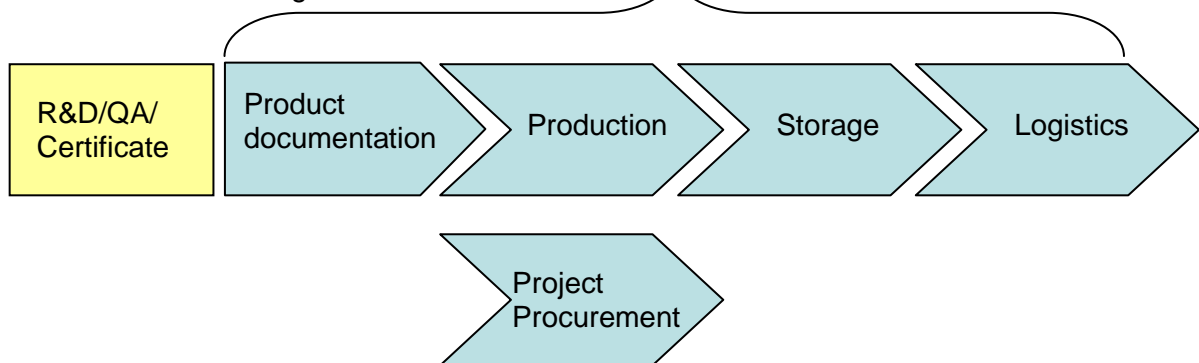 R&D/QA/
Certificate
Product
documentation
Production
Storage
Logistics
Project
Procurement